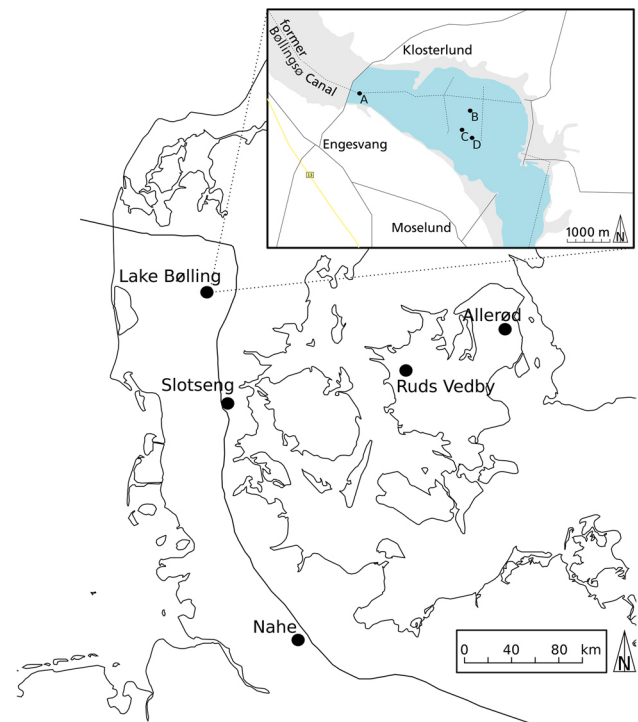 former
Bøllingsø Canal
Klosterlund
A
B
C
D
Engesvang
13
Moselund
1000 m
N
Lake Bølling
Allerød
Slotseng
Ruds Vedby
Nahe
0 40 80 km
N